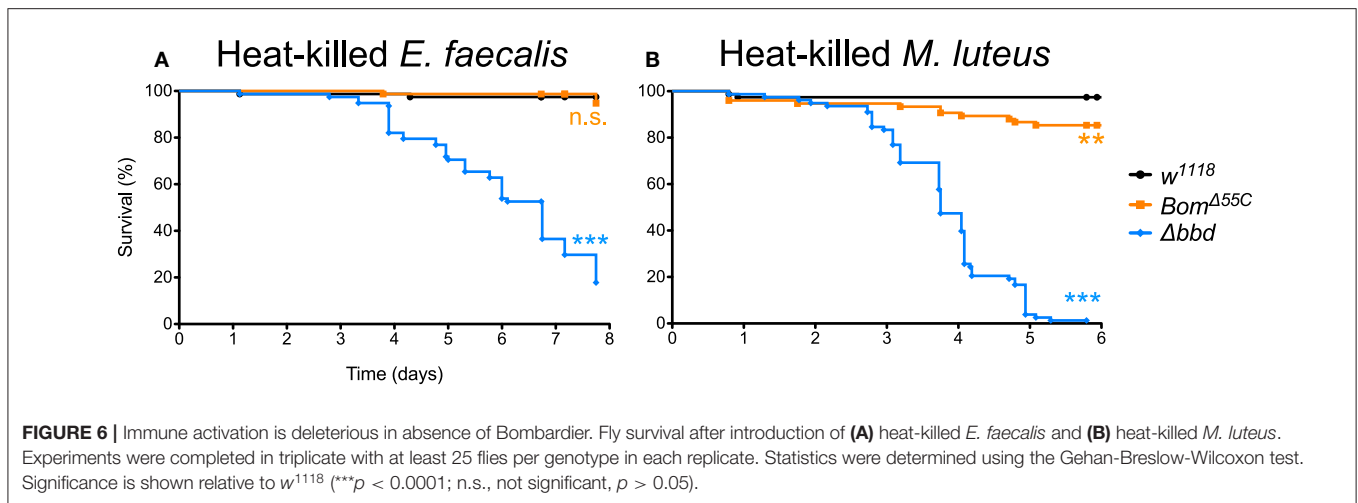 A Heat-killed E. faecalis
100
80
60
40
20
0
Survival (%)
0 1 2 3 4 5 6 7 8
Time (days)
n.s.
***
B Heat-killed M. luteus
100
80
60
40
20
0
0 1 2 3 4 5 6
**
***
w1118
BomΔ55C
Δbbd
FIGURE 6 | Immune activation is deleterious in absence of Bombardier. Fly survival after introduction of (A) heat-killed E. faecalis and (B) heat-killed M. luteus.
Experiments were completed in triplicate with at least 25 flies per genotype in each replicate. Statistics were determined using the Gehan-Breslow-Wilcoxon test.
Significance is shown relative to w1118 (***p < 0.0001; n.s., not significant, p > 0.05).